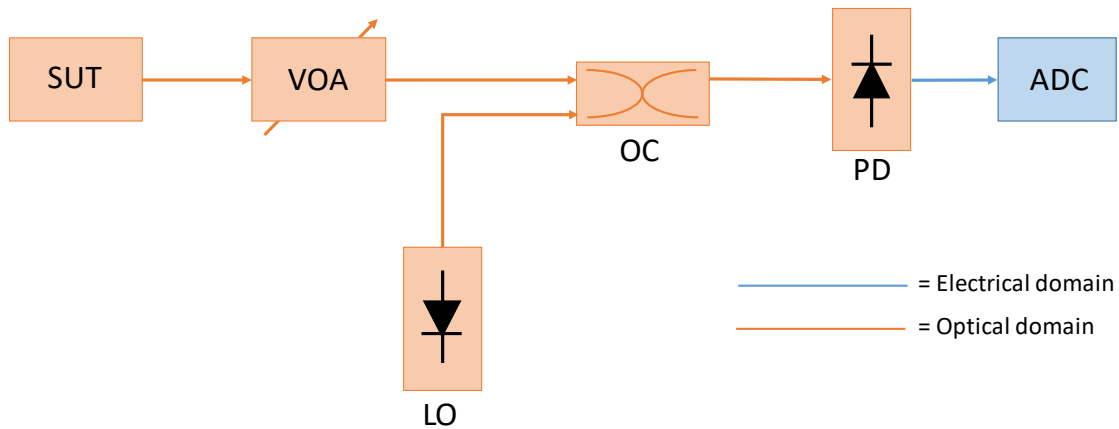 SUT
VOA
ADC
OC
PD
= Electrical domain
= Optical domain
LO